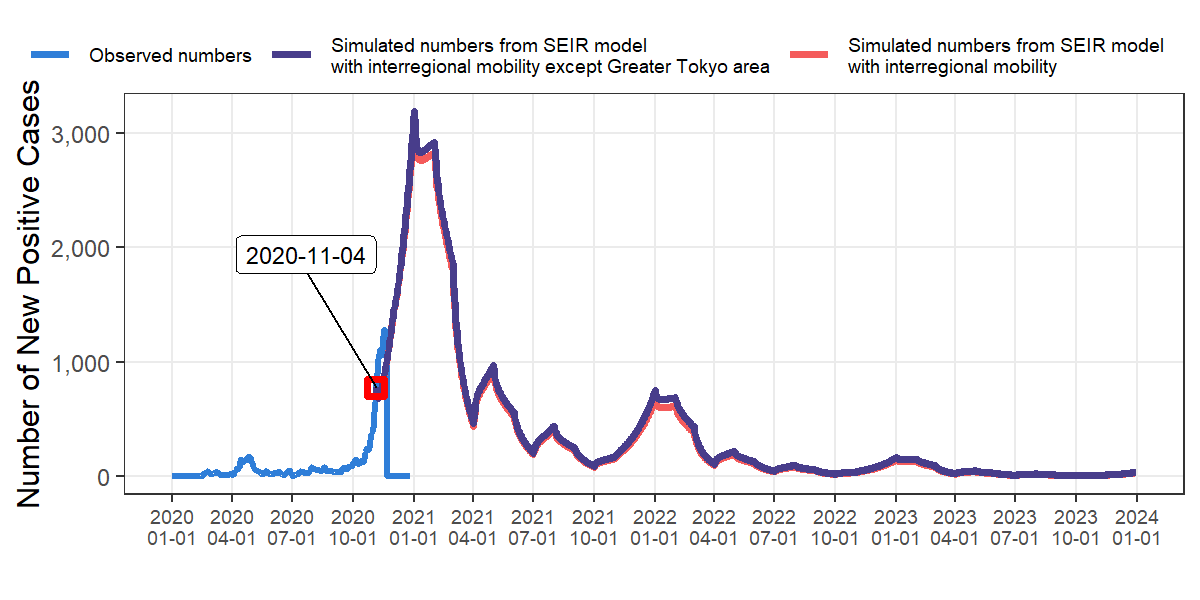 Observed numbers
Simulated numbers from SEIR model
with interregional mobility except Greater Tokyo area
Simulated numbers from SEIR model
with interregional mobility
Number of New Positive Cases
3,000
2,000
1,000
0
2020-11-04
2020 2020 2020 2020 2021 2021 2021 2021 2022 2022 2022 2022 2023 2023 2023 2023 2024
01-01 04-01 07-01 10-01 01-01 04-01 07-01 10-01 01-01 04-01 07-01 10-01 01-01 04-01 07-01 10-01 01-01